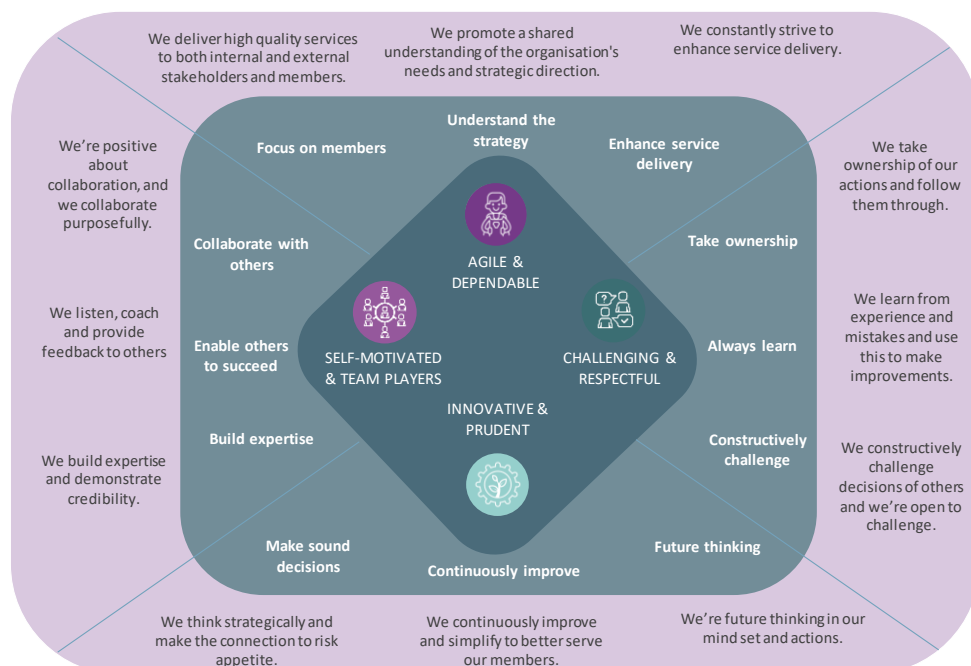 We deliver high quality services
to both internal and external
stakeholders and members.
We promote a shared
understanding of the organisation's
needs and strategic direction.
We constantly strive to
enhance service delivery.
Focus on members
Understand the
strategy
Enhance service
delivery
We're positive
about
collaboration, and
we collaborate
purposefully.
Collaborate with
others
AGILE &
DEPENDABLE
Take ownership
We take
ownership of our
actions and follow
them through.
We listen, coach
and provide
feedback to others
Enable others
to succeed
SELF-MOTIVATED
& TEAM PLAYERS
CHALLENGING &
RESPECTFUL
Always learn
We learn from
experience and
mistakes and use
this to make
improvements.
INNOVATIVE &
PRUDENT
We build expertise
and demonstrate
credibility.
Build expertise
Constructively
challenge
We constructively
challenge
decisions of others
and we're open to
challenge.
Make sound
decisions
Continuously improve
Future thinking
We think strategically and
make the connection to risk
appetite.
We continuously improve
and simplify to better serve
our members.
We're future thinking in our
mind set and actions.